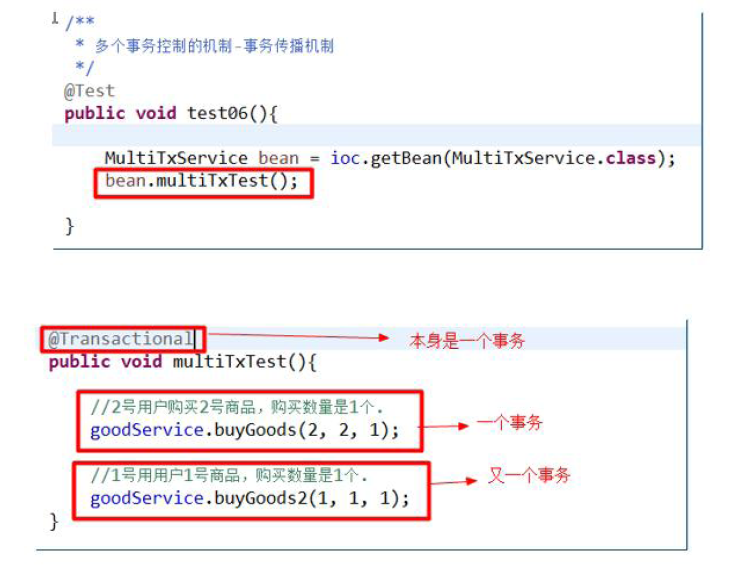 /**
* 多个事务控制的机制-事务传播机制
*/
@Test
public void test06(){
MultiTxService bean = ioc.getBean(MultiTxService.class);
bean.multiTxTest();
}
@Transactional 本身是一个事务
public void multiTxTest(){
//2号用户购买2号商品，购买数量是1个.
goodService.buyGoods(2, 2, 1); 一个事务
//1号用用户1号商品，购买数量是1个. 又一个事务
goodService.buyGoods2(1, 1, 1);
}